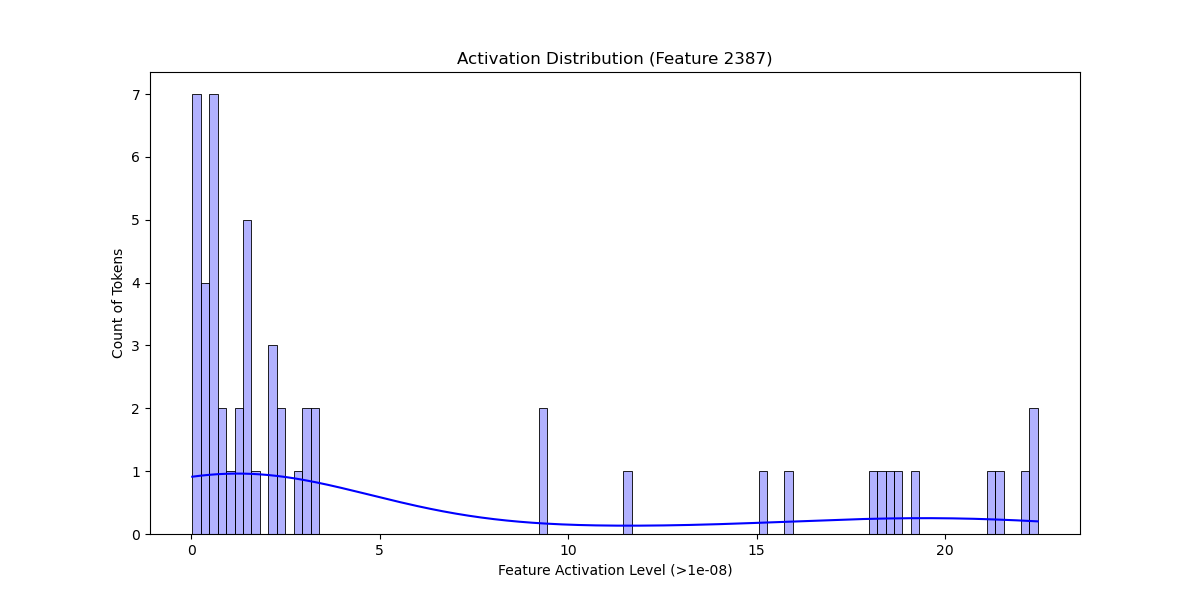 Activation Distribution (Feature 2387)
7
6
5
4
3
2
1
0
Count of Tokens
0 5 10 15 20
Feature Activation Level (>1e-08)